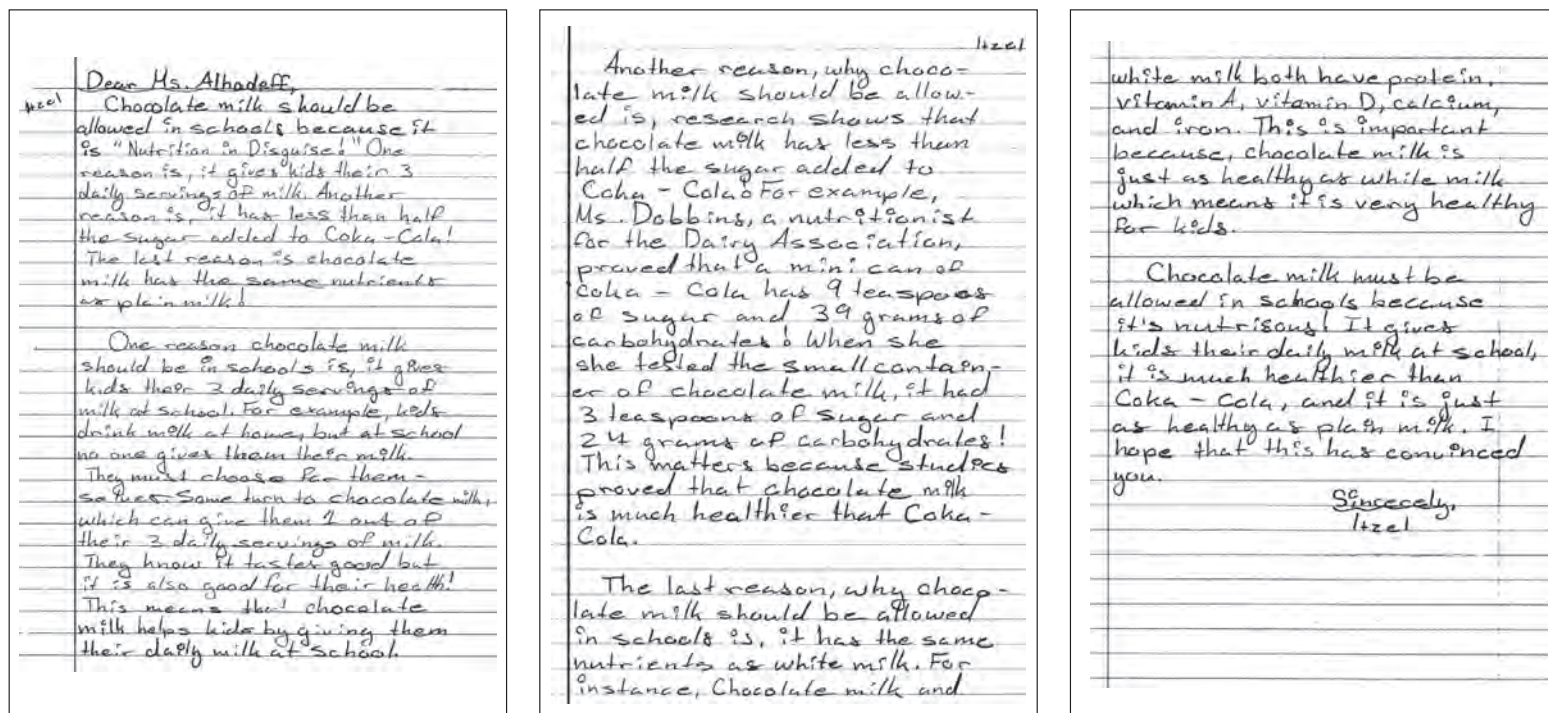 Dear Ms. Alhadeff,
Itzel
Chocolate milk should be
allowed in schools because it
is "Nutrition in Disguise!" One
reason is, it gives kids their 3
daily servings of milk. Another
reason is, it has less than half
the sugar added to Coka-Cola!
The last reason is chocolate
milk has the same nutrients
as plain milk!
One reason chocolate milk
should be in schools is, it gives
kids their 3 daily servings of
milk at school. For example, kids
drink milk at home, but at school
no one gives them their milk.
They must choose for them-
selves. Some turn to chocolate milk,
which can give them 1 out of
their 3 daily servings of milk.
They know it tastes good but
it is also good for their health!
This means that chocolate
milk helps kids by giving them
their daily milk at school.
Itzel
Another reason, why choco-
late milk should be allow-
ed is, research shows that
chocolate milk has less than
half the sugar added to
Coka-Cola! For example,
Ms. Dobbins, a nutritionist
for the Dairy Association,
proved that a mini can of
Coka-Cola has 9 teaspoos
of sugar and 39 grams of
carbohydrates! When she
she tested the small contain-
er of chocolate milk, it had
3 teaspoons of sugar and
24 grams of carbohydrates!
This matters because studies
proved that chocolate milk
is much healthier that Coka-
Cola.
The last reason, why choco-
late milk should be allowed
in schools is, it has the same
nutrients as white milk. For
instance, Chocolate milk and
white milk both have protein,
vitamin A, vitamin D, calcium,
and iron. This is important
because, chocolate milk is
just as healthy as while milk
which means it is very healthy
for kids.
Chocolate milk must be
allowed in schools because
it's nutrisous! It gives
kids their daily milk at school,
it is much healthier than
Coka-Cola, and it is just
as healthy as plain milk. I
hope that this has convinced
you.
Sincecely,
Itzel